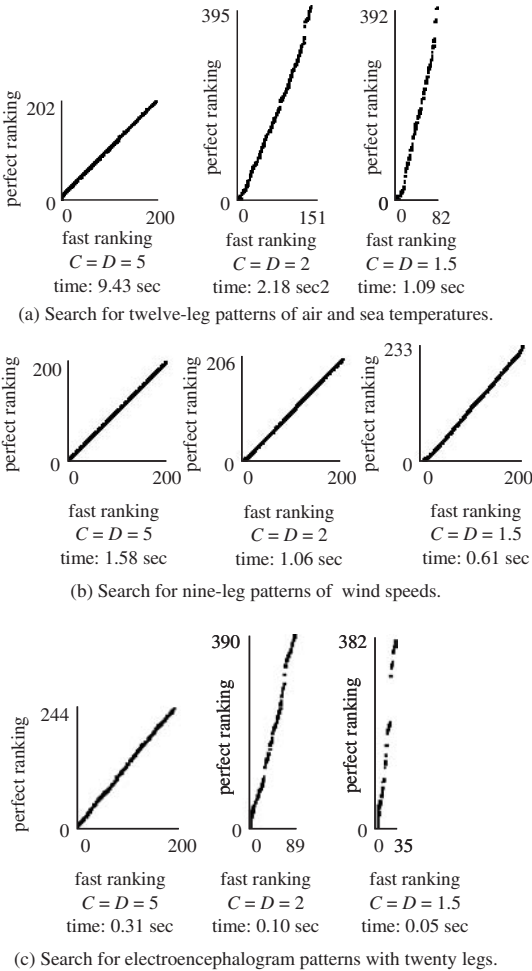 395
perfect ranking
0
0 151
fast ranking
C = D = 2
time: 2.18 sec2
392
perfect ranking
0
0 82
fast ranking
C = D = 1.5
time: 1.09 sec
202
perfect ranking
0
0 200
fast ranking
C = D = 5
time: 9.43 sec
(a) Search for twelve-leg patterns of air and sea temperatures.
200
perfect ranking
0
0 200
fast ranking
C = D = 5
time: 1.58 sec
206
perfect ranking
0
0 200
fast ranking
C = D = 2
time: 1.06 sec
233
perfect ranking
0
0 200
fast ranking
C = D = 1.5
time: 0.61 sec
(b) Search for nine-leg patterns of wind speeds.
244
perfect ranking
0
0 200
fast ranking
C = D = 5
time: 0.31 sec
390
perfect ranking
0
0 89
fast ranking
C = D = 2
time: 0.10 sec
382
perfect ranking
0
0 35
fast ranking
C = D = 1.5
time: 0.05 sec
(c) Search for electroencephalogram patterns with twenty legs.